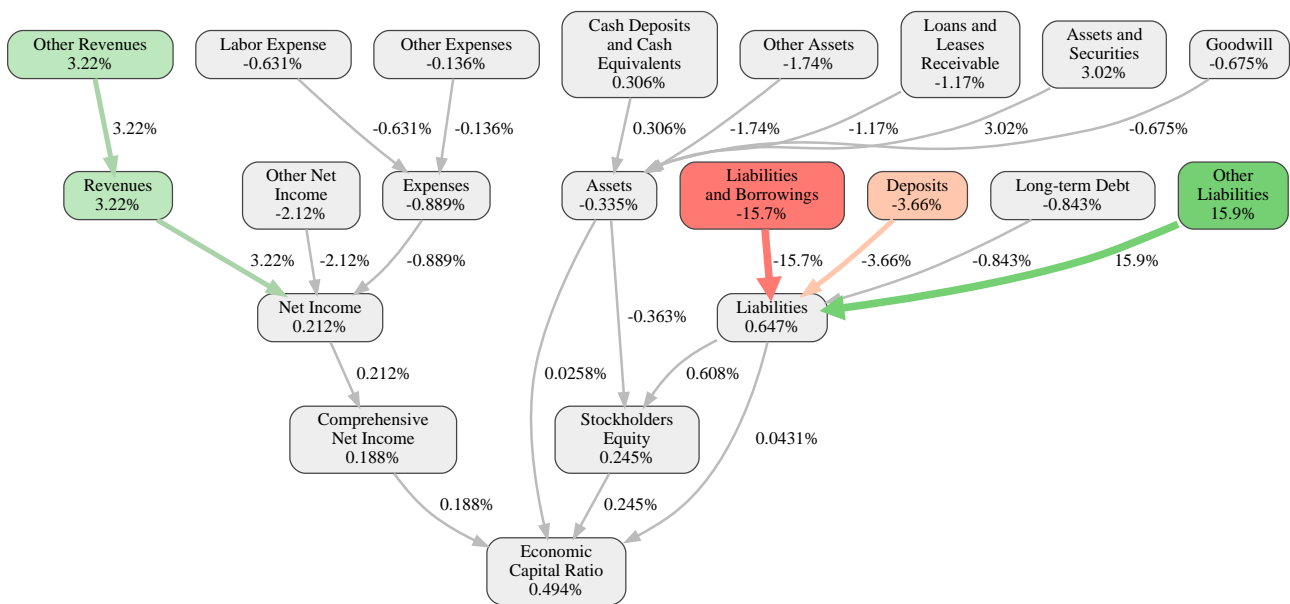 Other Revenues
3.22%
Labor Expense
-0.631%
Other Expenses
-0.136%
Cash Deposits
and Cash
Equivalents
0.306%
Other Assets
-1.74%
Loans and
Leases
Receivable
-1.17%
Assets and
Securities
3.02%
Goodwill
-0.675%
3.22%
-0.631%
-0.136%
0.306%
-1.74%
-1.17%
3.02%
-0.675%
Revenues
3.22%
Other Net
Income
-2.12%
Expenses
-0.889%
Assets
-0.335%
Liabilities
and Borrowings
-15.7%
Deposits
-3.66%
Long-term Debt
-0.843%
Other
Liabilities
15.9%
3.22%
-2.12%
-0.889%
-15.7%
-3.66%
-0.843%
15.9%
Net Income
0.212%
-0.363%
Liabilities
0.647%
0.212%
0.0258%
0.608%
Comprehensive
Net Income
0.188%
Stockholders
Equity
0.245%
0.0431%
0.188%
0.245%
Economic
Capital Ratio
0.494%